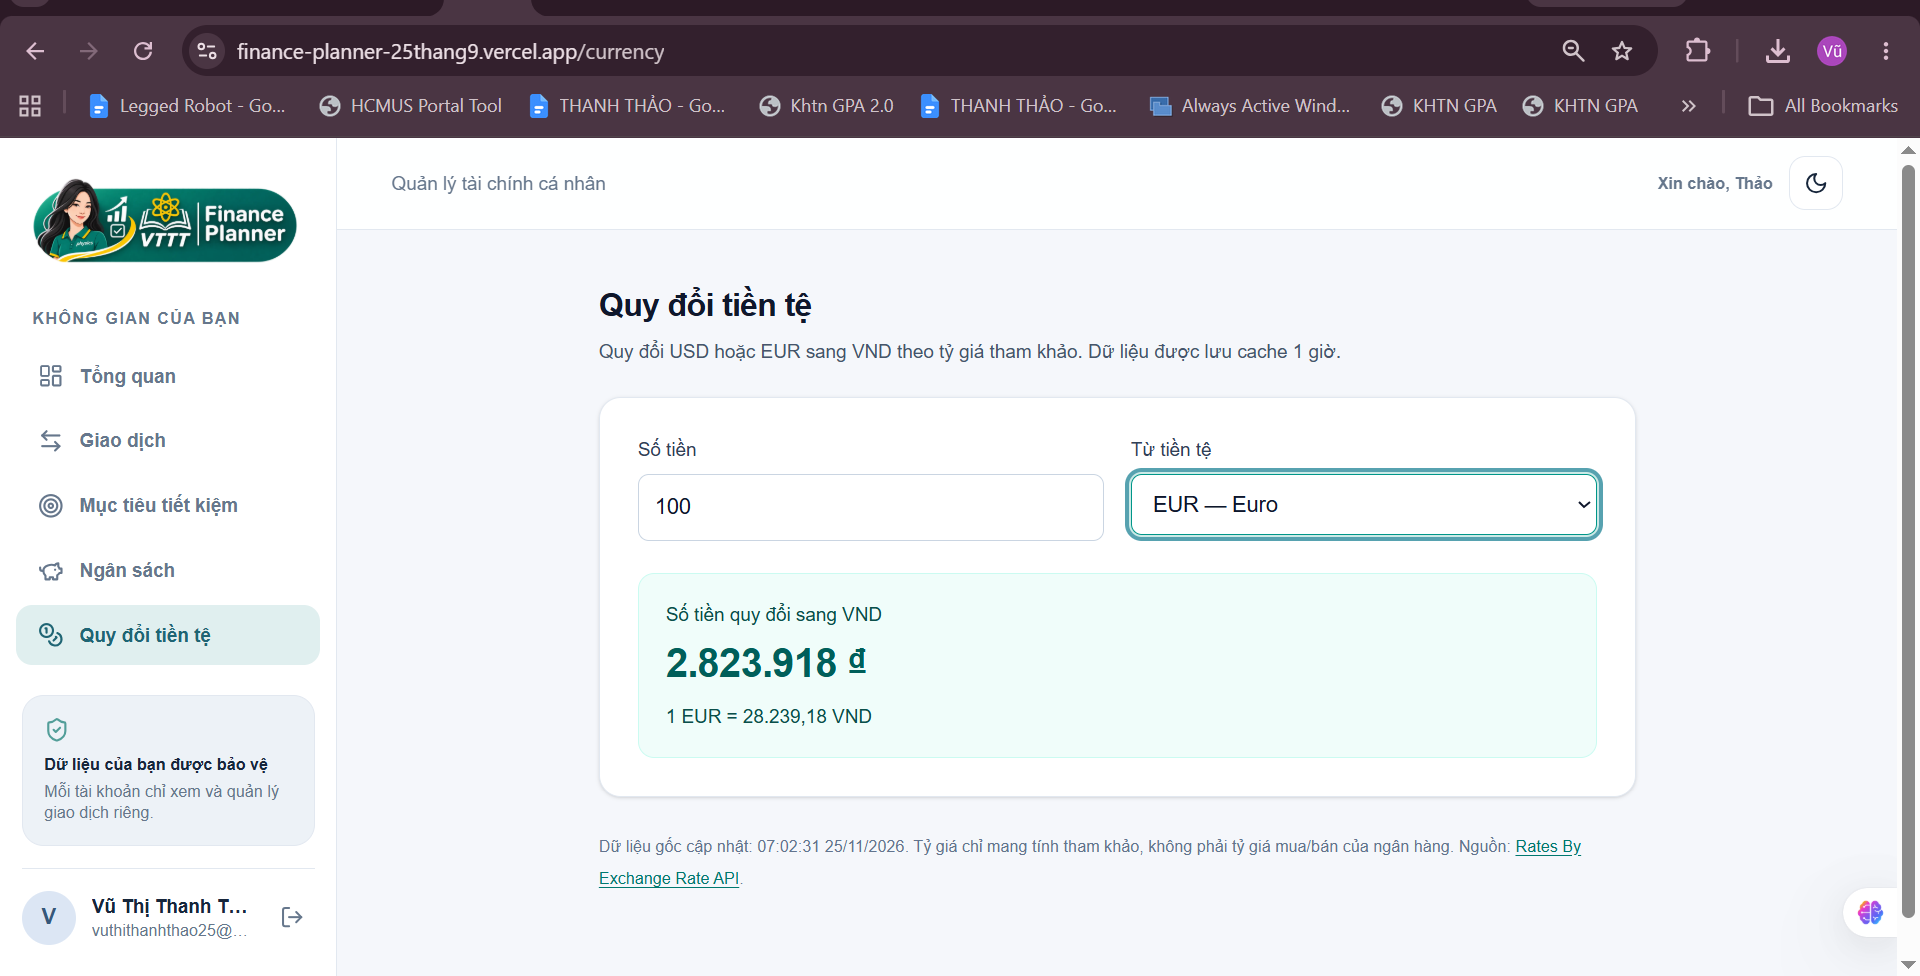 finance-planner-25thang9.vercel.app/currency
Vũ
Legged Robot - Go...
HCMUS Portal Tool
THANH THẢO - Go...
Khtn GPA 2.0
THANH THẢO - Go...
Always Active Wind...
KHTN GPA
KHTN GPA
All Bookmarks
physics
VTTT
Finance
Planner
Quản lý tài chính cá nhân
Xin chào, Thảo
KHÔNG GIAN CỦA BẠN
Tổng quan
Giao dịch
Mục tiêu tiết kiệm
Ngân sách
Quy đổi tiền tệ
Dữ liệu của bạn được bảo vệ
Mỗi tài khoản chỉ xem và quản lý
giao dịch riêng.
V
Vũ Thị Thanh T...
vuthithanhthao25@...
Quy đổi tiền tệ
Quy đổi USD hoặc EUR sang VND theo tỷ giá tham khảo. Dữ liệu được lưu cache 1 giờ.
Số tiền
Từ tiền tệ
100
EUR — Euro
Số tiền quy đổi sang VND
2.823.918 ₫
1 EUR = 28.239,18 VND
Dữ liệu gốc cập nhật: 07:02:31 25/11/2026. Tỷ giá chỉ mang tính tham khảo, không phải tỷ giá mua/bán của ngân hàng. Nguồn: Rates By
Exchange Rate API.